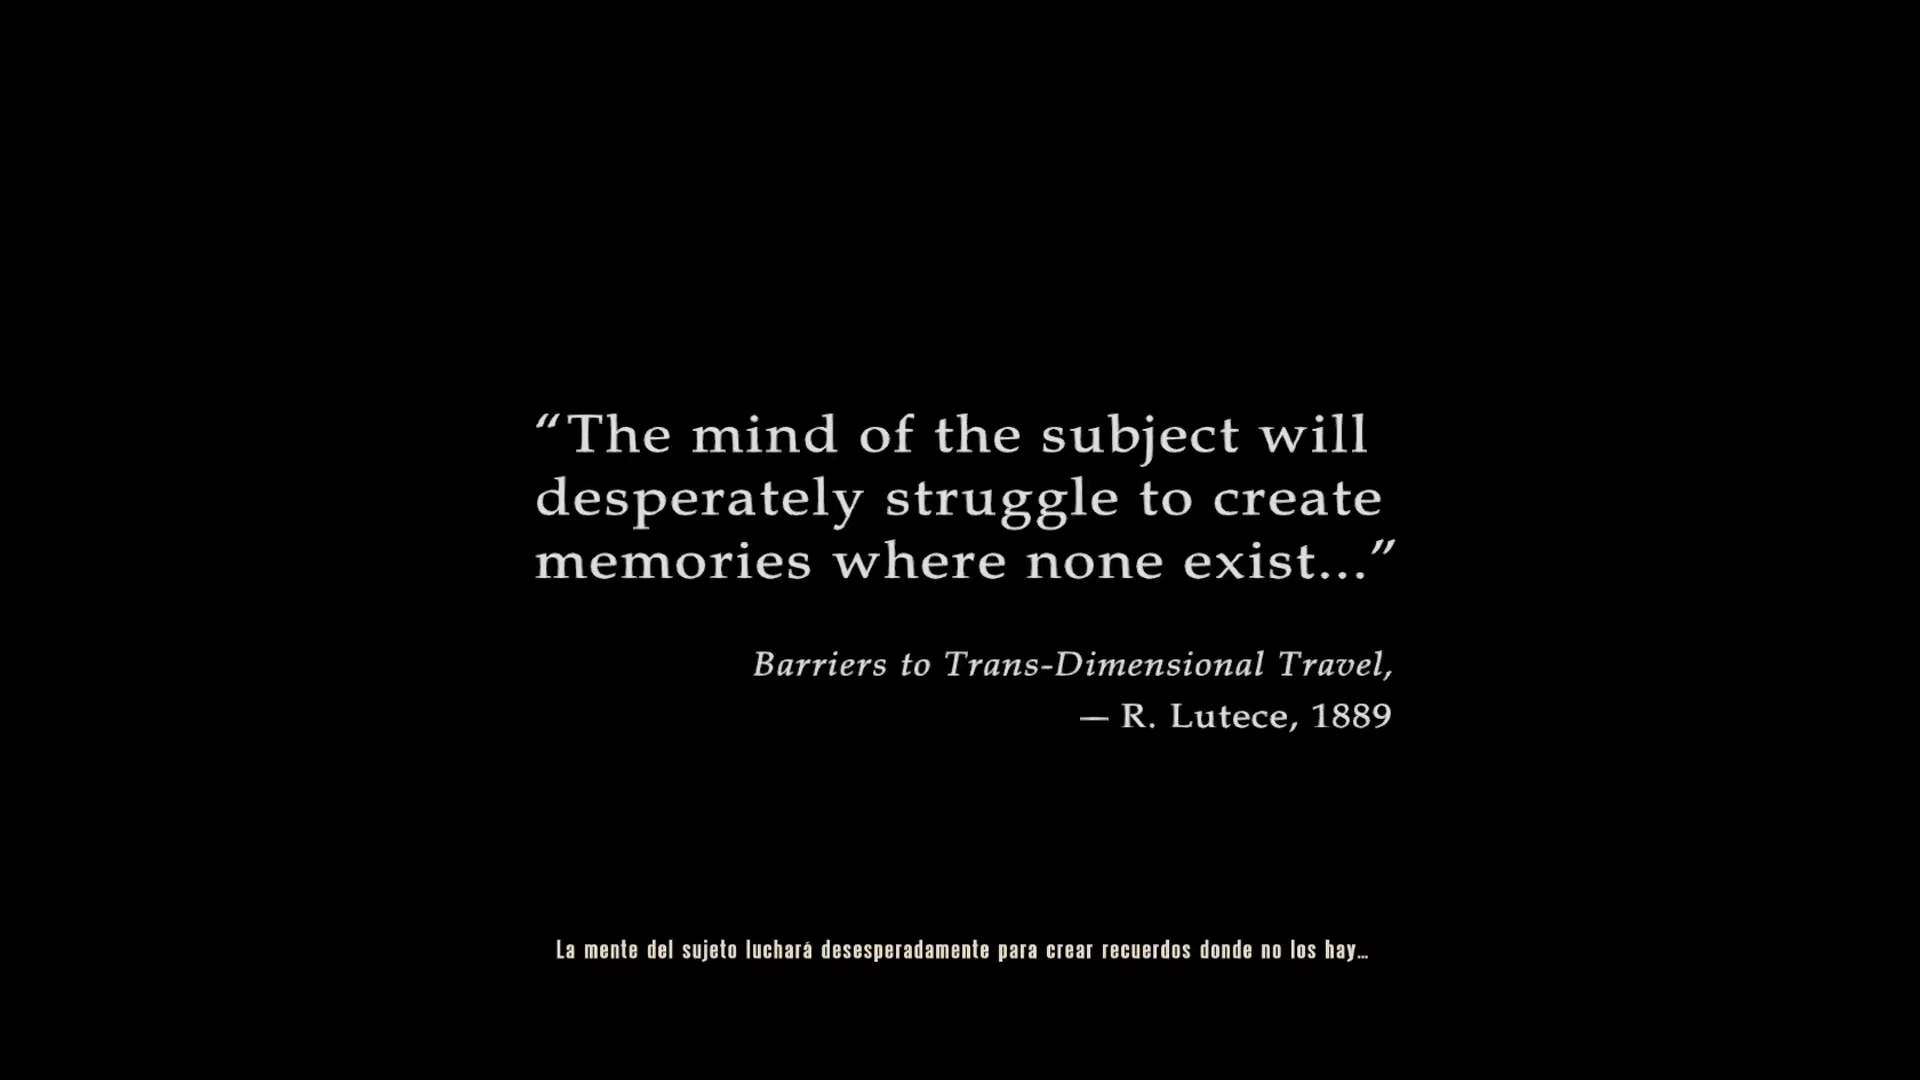 “The mind of the subject will
desperately struggle to create
memories where none exist...”
Barriers to Trans-Dimensional Travel,
— R. Lutece, 1889
La mente del sujeto luchará desesperadamente para crear recuerdos donde no los hay...